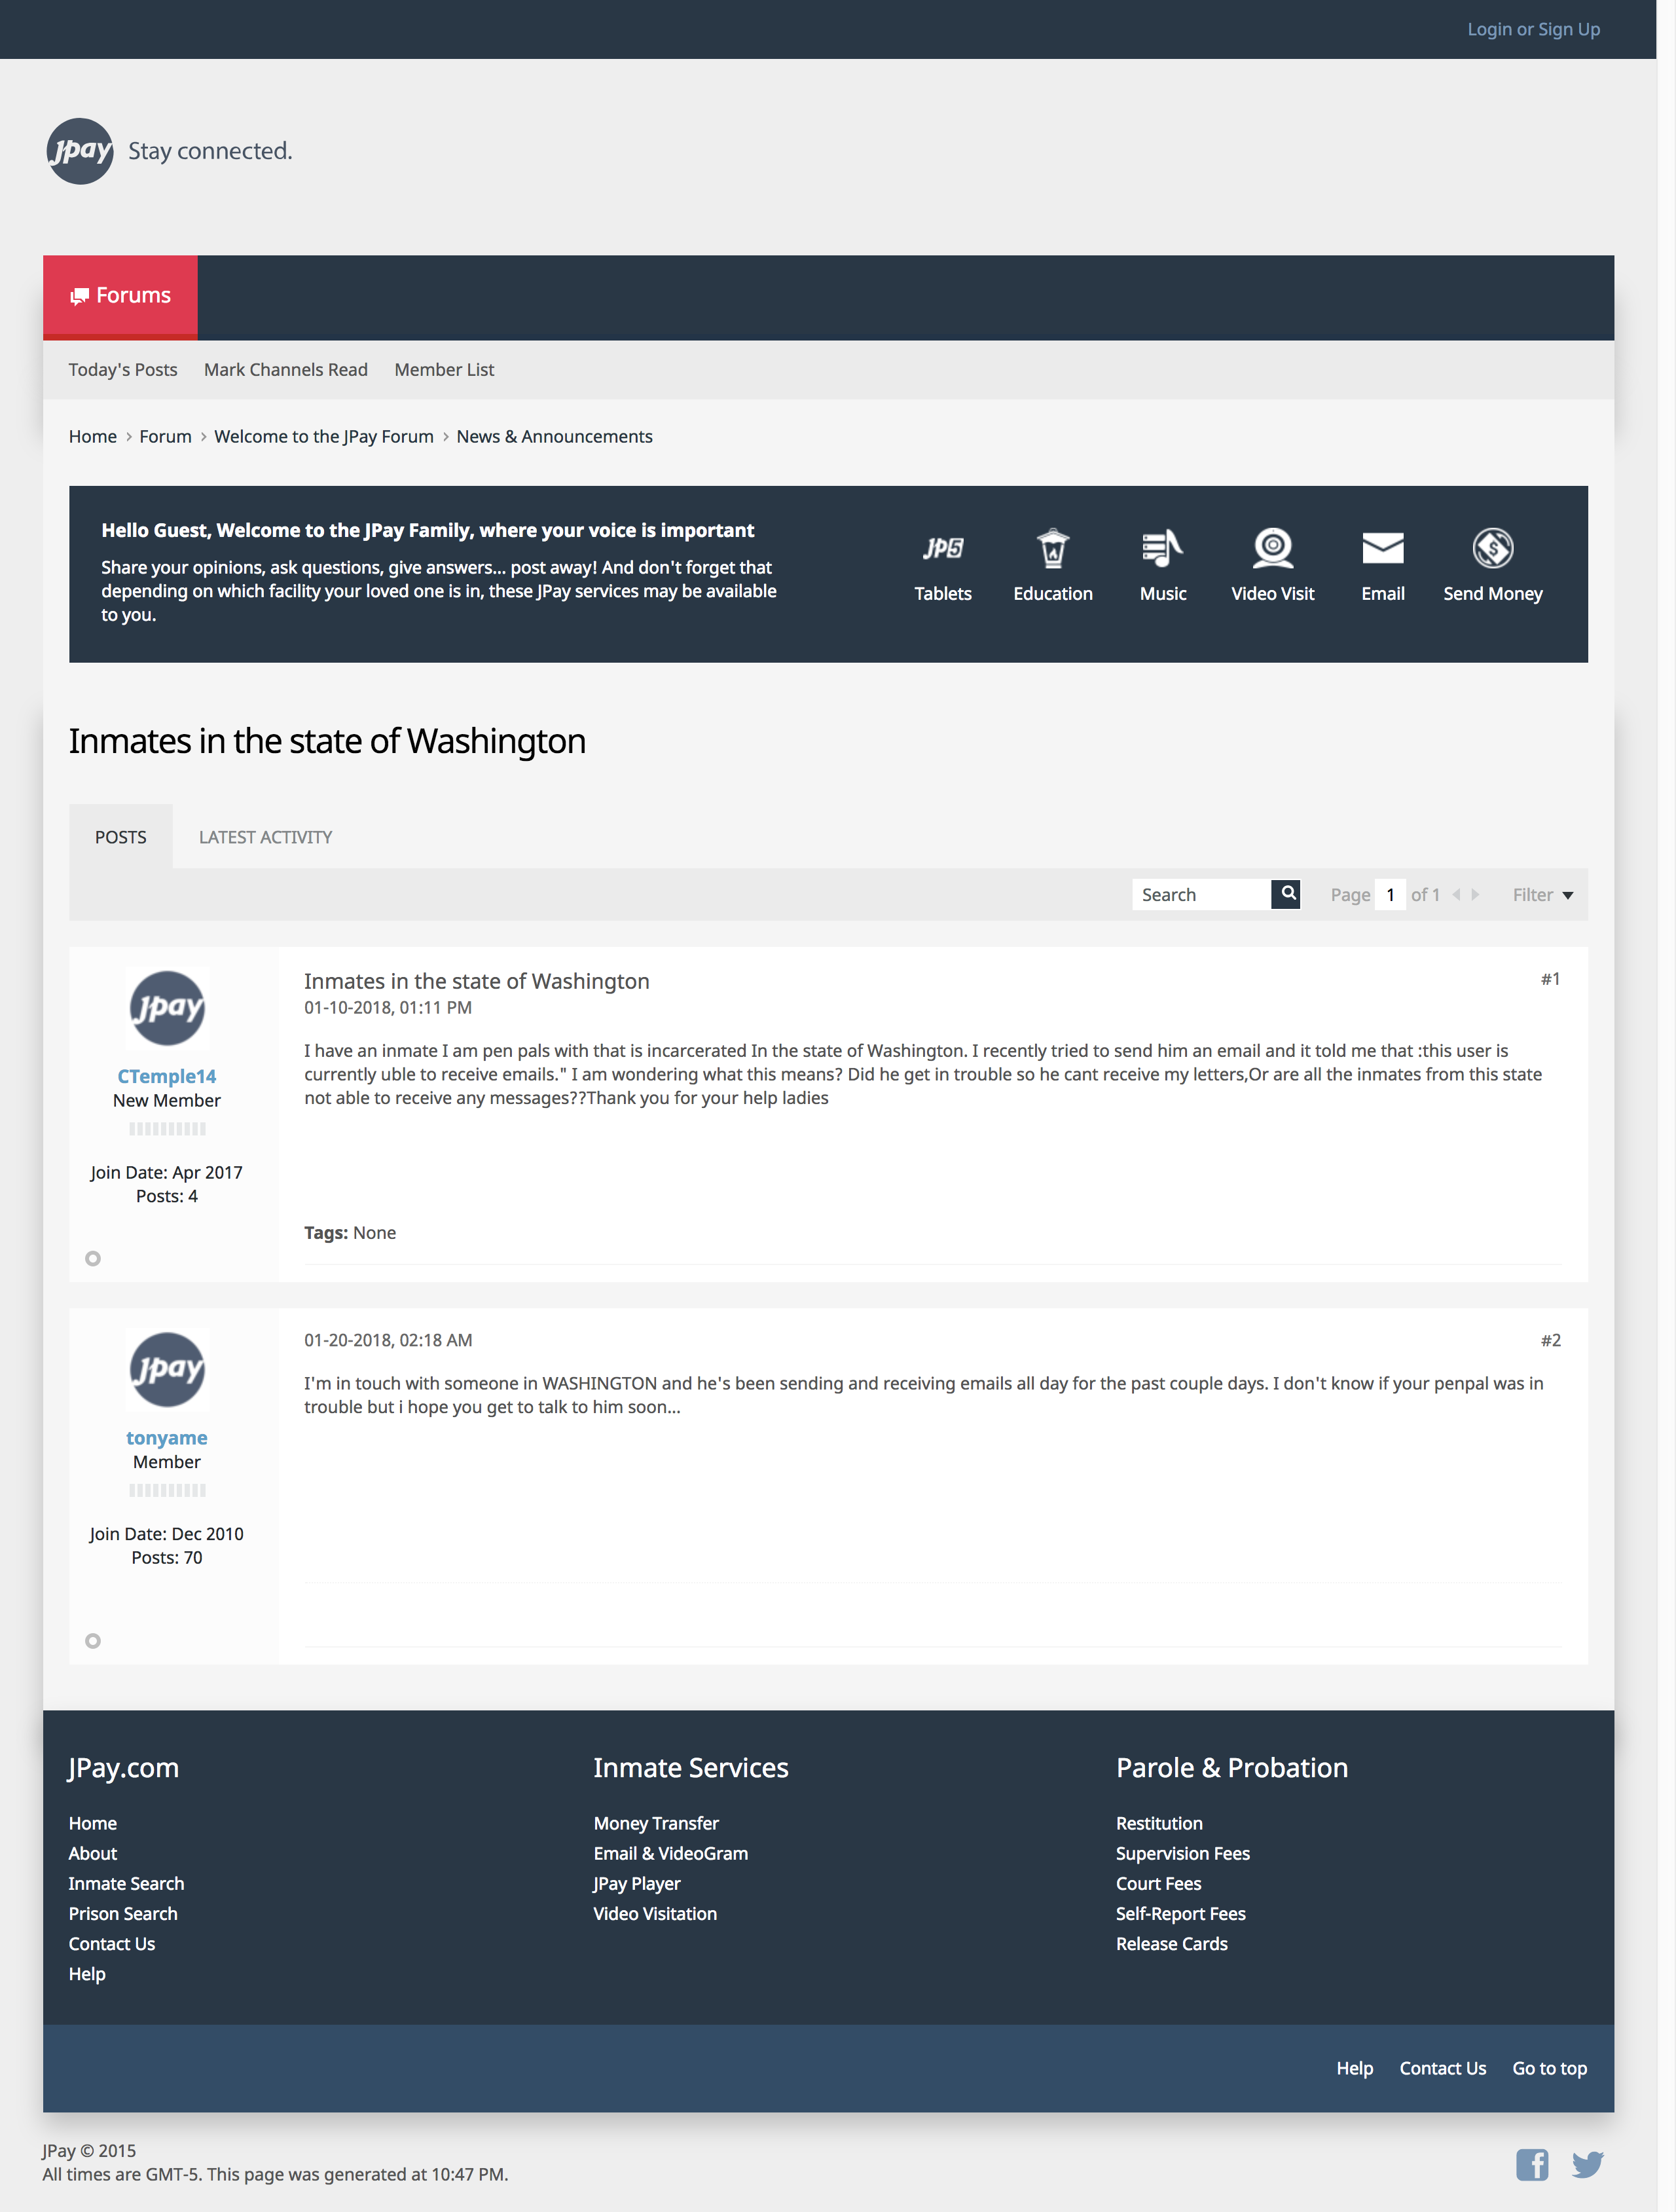 Login or Sign Up
Jpay Stay connected.
Forums
Today's Posts Mark Channels Read Member List
Home › Forum › Welcome to the JPay Forum › News & Announcements
Hello Guest, Welcome to the JPay Family, where your voice is important
Share your opinions, ask questions, give answers... post away! And don't forget that
depending on which facility your loved one is in, these JPay services may be available
to you.
JP5
Tablets Education Music Video Visit Email Send Money
Inmates in the state of Washington
POSTS LATEST ACTIVITY
Search Page 1 of 1 Filter
Jpay
CTemple14
New Member
Join Date: Apr 2017
Posts: 4
Inmates in the state of Washington #1
01-10-2018, 01:11 PM
I have an inmate I am pen pals with that is incarcerated In the state of Washington. I recently tried to send him an email and it told me that :this user is
currently uble to receive emails." I am wondering what this means? Did he get in trouble so he cant receive my letters,Or are all the inmates from this state
not able to receive any messages??Thank you for your help ladies
Tags: None
Jpay
tonyame
Member
Join Date: Dec 2010
Posts: 70
01-20-2018, 02:18 AM #2
I'm in touch with someone in WASHINGTON and he's been sending and receiving emails all day for the past couple days. I don't know if your penpal was in
trouble but i hope you get to talk to him soon...
JPay.com
Home
About
Inmate Search
Prison Search
Contact Us
Help
Inmate Services
Money Transfer
Email & VideoGram
JPay Player
Video Visitation
Parole & Probation
Restitution
Supervision Fees
Court Fees
Self-Report Fees
Release Cards
Help Contact Us Go to top
JPay © 2015
All times are GMT-5. This page was generated at 10:47 PM.